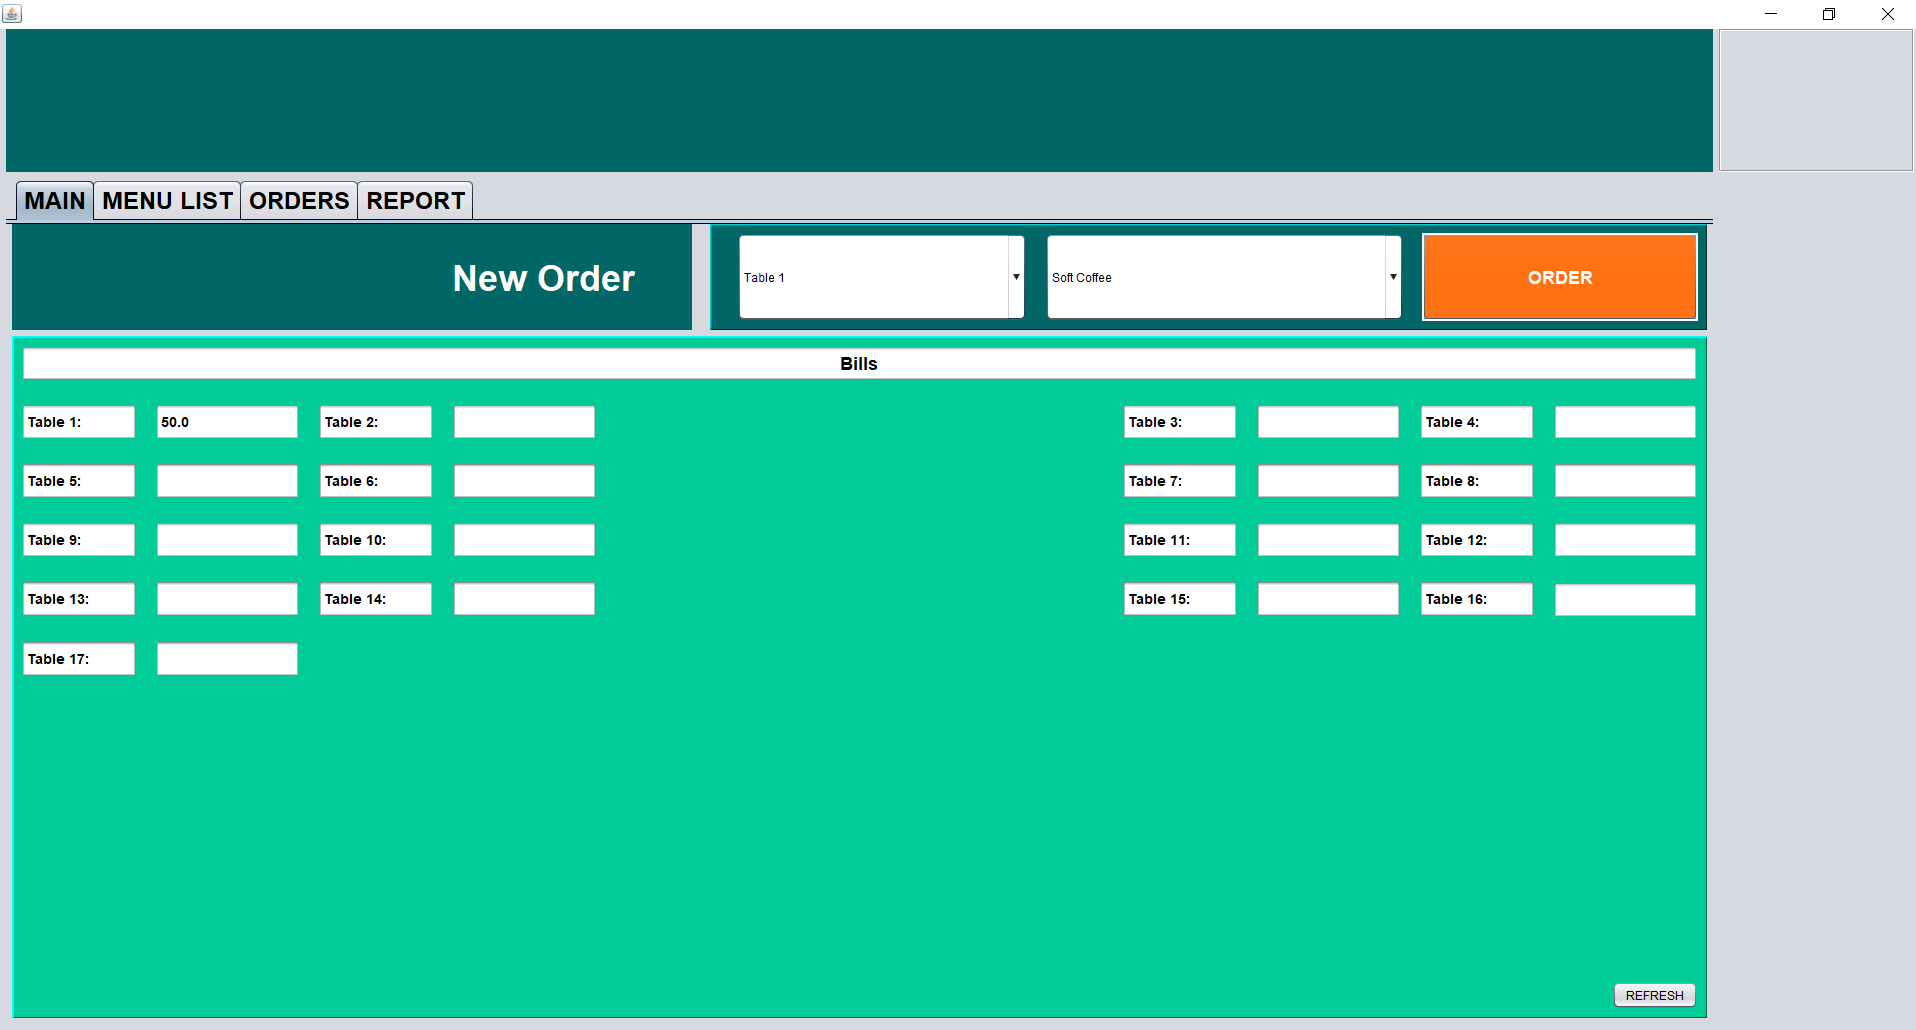 MAIN MENU LIST ORDERS REPORT
New Order Table 1 Soft Coffee ORDER
Bills
Table 1: 50.0 Table 2: Table 3: Table 4:
Table 5: Table 6: Table 7: Table 8:
Table 9: Table 10: Table 11: Table 12:
Table 13: Table 14: Table 15: Table 16:
Table 17:
REFRESH